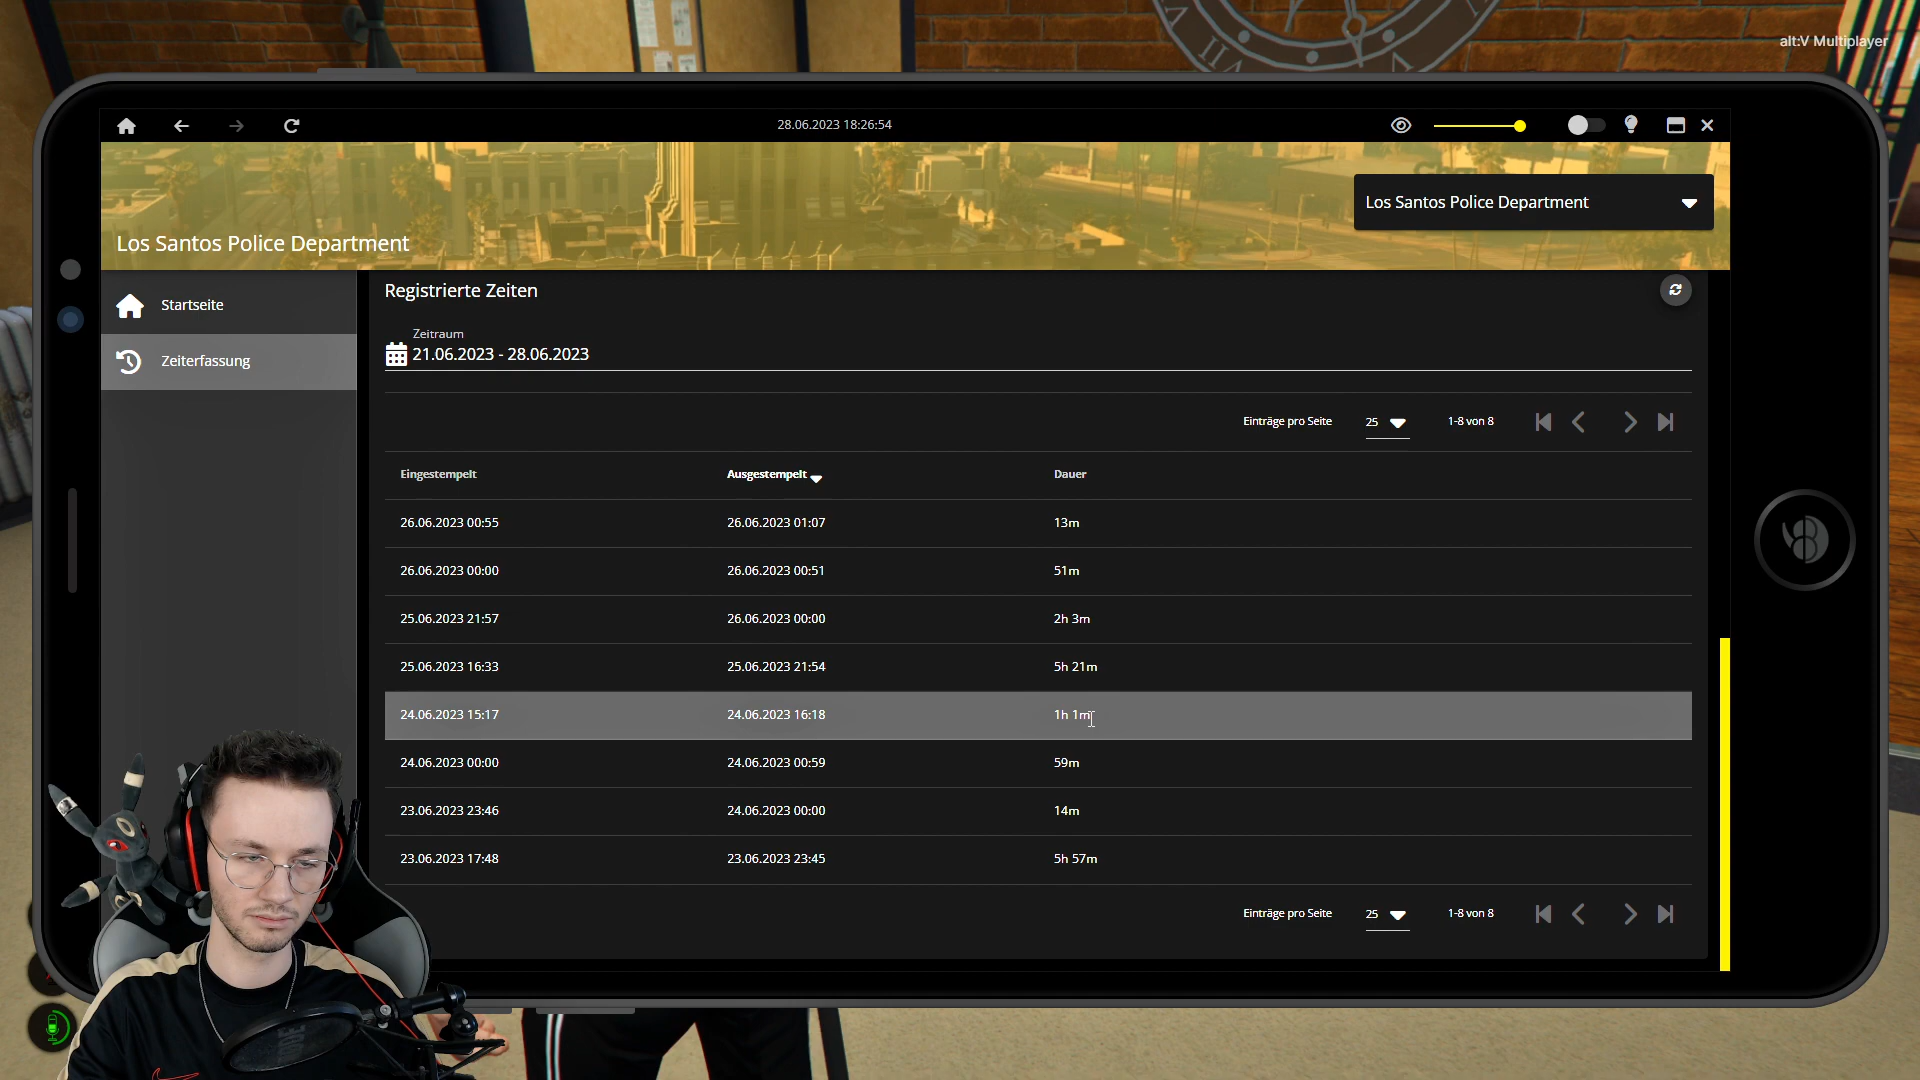 alt:V Multiplayer
28.06.2023 18:26:54
Los Santos Police Department
Los Santos Police Department
Startseite
Zeiterfassung
Registrierte Zeiten
Zeitraum
21.06.2023 - 28.06.2023
Einträge pro Seite 25 1-8 von 8
Eingestempelt Ausgestempelt Dauer
26.06.2023 00:55 26.06.2023 01:07 13m
26.06.2023 00:00 26.06.2023 00:51 51m
25.06.2023 21:57 26.06.2023 00:00 2h 3m
25.06.2023 16:33 25.06.2023 21:54 5h 21m
24.06.2023 15:17 24.06.2023 16:18 1h 1m
24.06.2023 00:00 24.06.2023 00:59 59m
23.06.2023 23:46 24.06.2023 00:00 14m
23.06.2023 17:48 23.06.2023 23:45 5h 57m
Einträge pro Seite 25 1-8 von 8